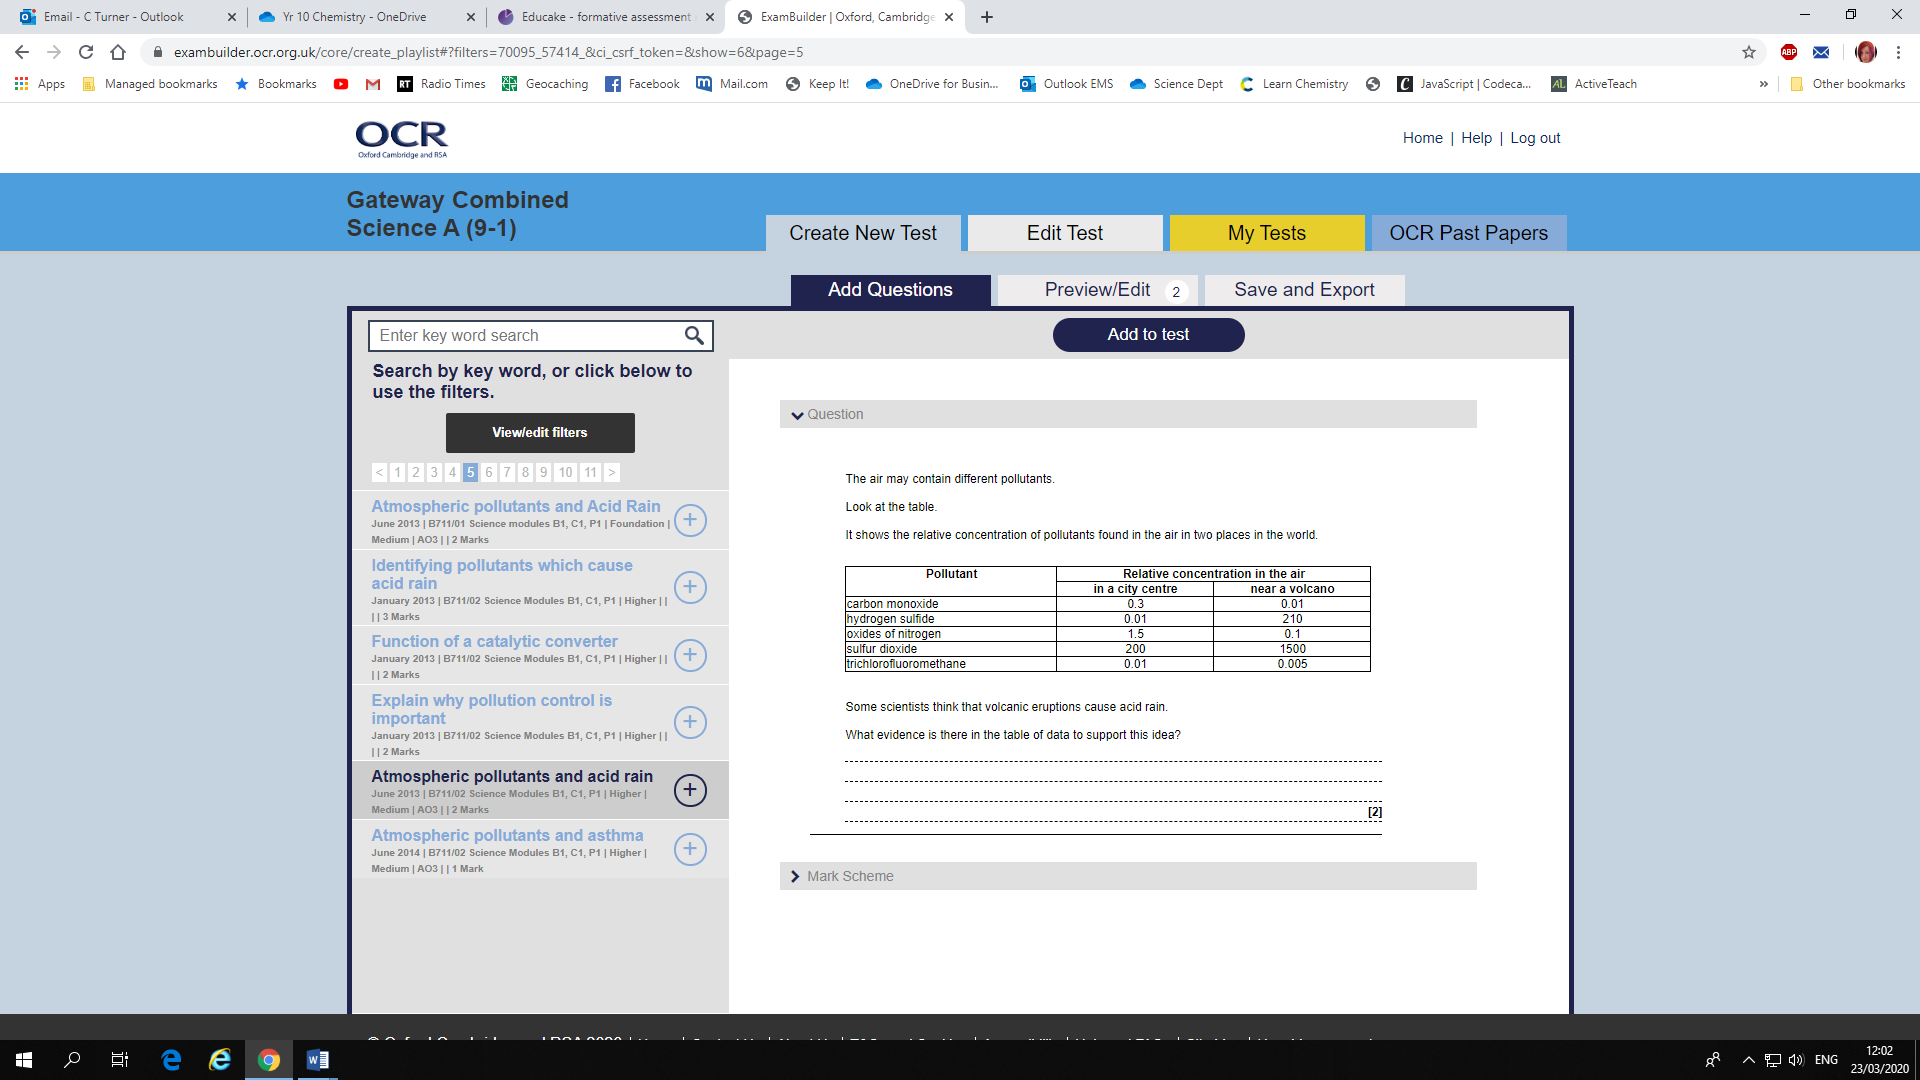 Email - C Turner - Outlook
Yr 10 Chemistry - OneDrive
Educake - formative assessment
ExamBuilder | Oxford, Cambridge
exambuilder.ocr.org.uk/core/create_playlist#?filters=70095_57414_&ci_csrf_token=&show=6&page=5
ABP
Apps Managed bookmarks Bookmarks RT Radio Times Geocaching Facebook Mail.com Keep It! OneDrive for Busin... Outlook EMS Science Dept Learn Chemistry JavaScript | Codeca... AL ActiveTeach » Other bookmarks
OCR
Oxford Cambridge and RSA
Home | Help | Log out
Gateway Combined
Science A (9-1)
Create New Test Edit Test My Tests OCR Past Papers
Add Questions Preview/Edit 2 Save and Export
Enter key word search
Add to test
Search by key word, or click below to
use the filters.
View/edit filters
< 1 2 3 4 5 6 7 8 9 10 11 >
Atmospheric pollutants and Acid Rain
June 2013 | B711/01 Science modules B1, C1, P1 | Foundation |
Medium | AO3 | | 2 Marks
Identifying pollutants which cause
acid rain
January 2013 | B711/02 Science Modules B1, C1, P1 | Higher | |
| | 3 Marks
Function of a catalytic converter
January 2013 | B711/02 Science Modules B1, C1, P1 | Higher | |
| | 2 Marks
Explain why pollution control is
important
January 2013 | B711/02 Science Modules B1, C1, P1 | Higher | |
| | 2 Marks
Atmospheric pollutants and acid rain
June 2013 | B711/02 Science Modules B1, C1, P1 | Higher |
Medium | AO3 | | 2 Marks
Atmospheric pollutants and asthma
June 2014 | B711/02 Science Modules B1, C1, P1 | Higher |
Medium | AO3 | | 1 Mark
Question
The air may contain different pollutants.
Look at the table.
It shows the relative concentration of pollutants found in the air in two places in the world.
Pollutant Relative concentration in the air
in a city centre near a volcano
carbon monoxide 0.3 0.01
hydrogen sulfide 0.01 210
oxides of nitrogen 1.5 0.1
sulfur dioxide 200 1500
trichlorofluoromethane 0.01 0.005
Some scientists think that volcanic eruptions cause acid rain.
What evidence is there in the table of data to support this idea?
[2]
Mark Scheme
ENG
12:02
23/03/2020